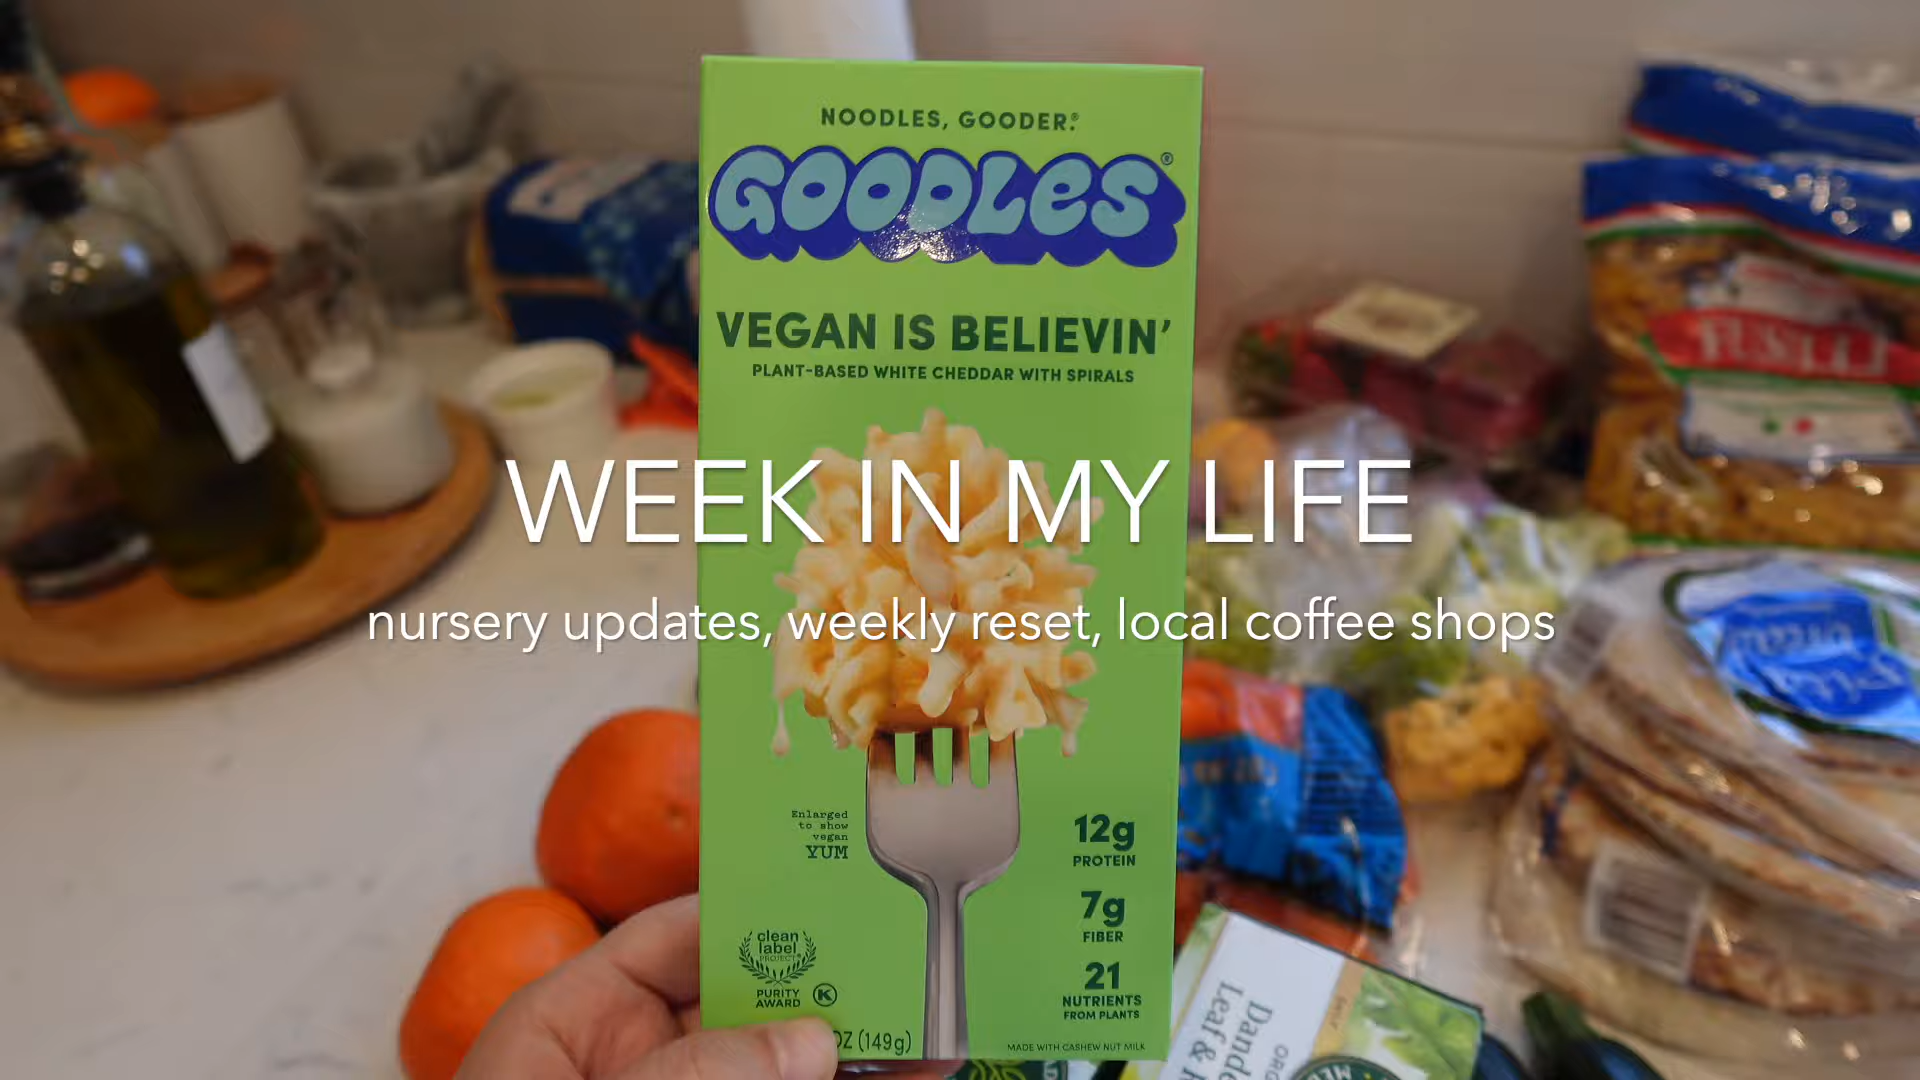 NOODLES, GOODER.®
GOODLES®
VEGAN IS BELIEVIN'
PLANT-BASED WHITE CHEDDAR WITH SPIRALS
WEEK IN MY LIFE
nursery updates, weekly reset, local coffee shops
Enlarged
to show
vegan
YUM
12g
PROTEIN
7g
FIBER
21
NUTRIENTS
FROM PLANTS
clean
label
PROJECT
PURITY
AWARD
K
OZ (149g)
MADE WITH CASHEW NUT MILK
FUSILLI
Leaf &